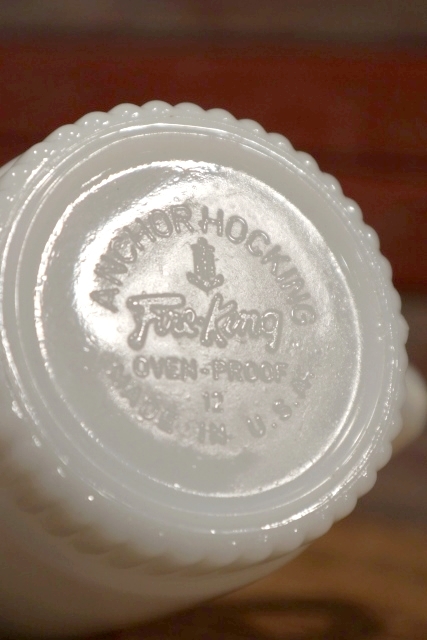 ANCHOR HOCKING
Fire-King
OVEN-PROOF
12
MADE IN U.S.A.